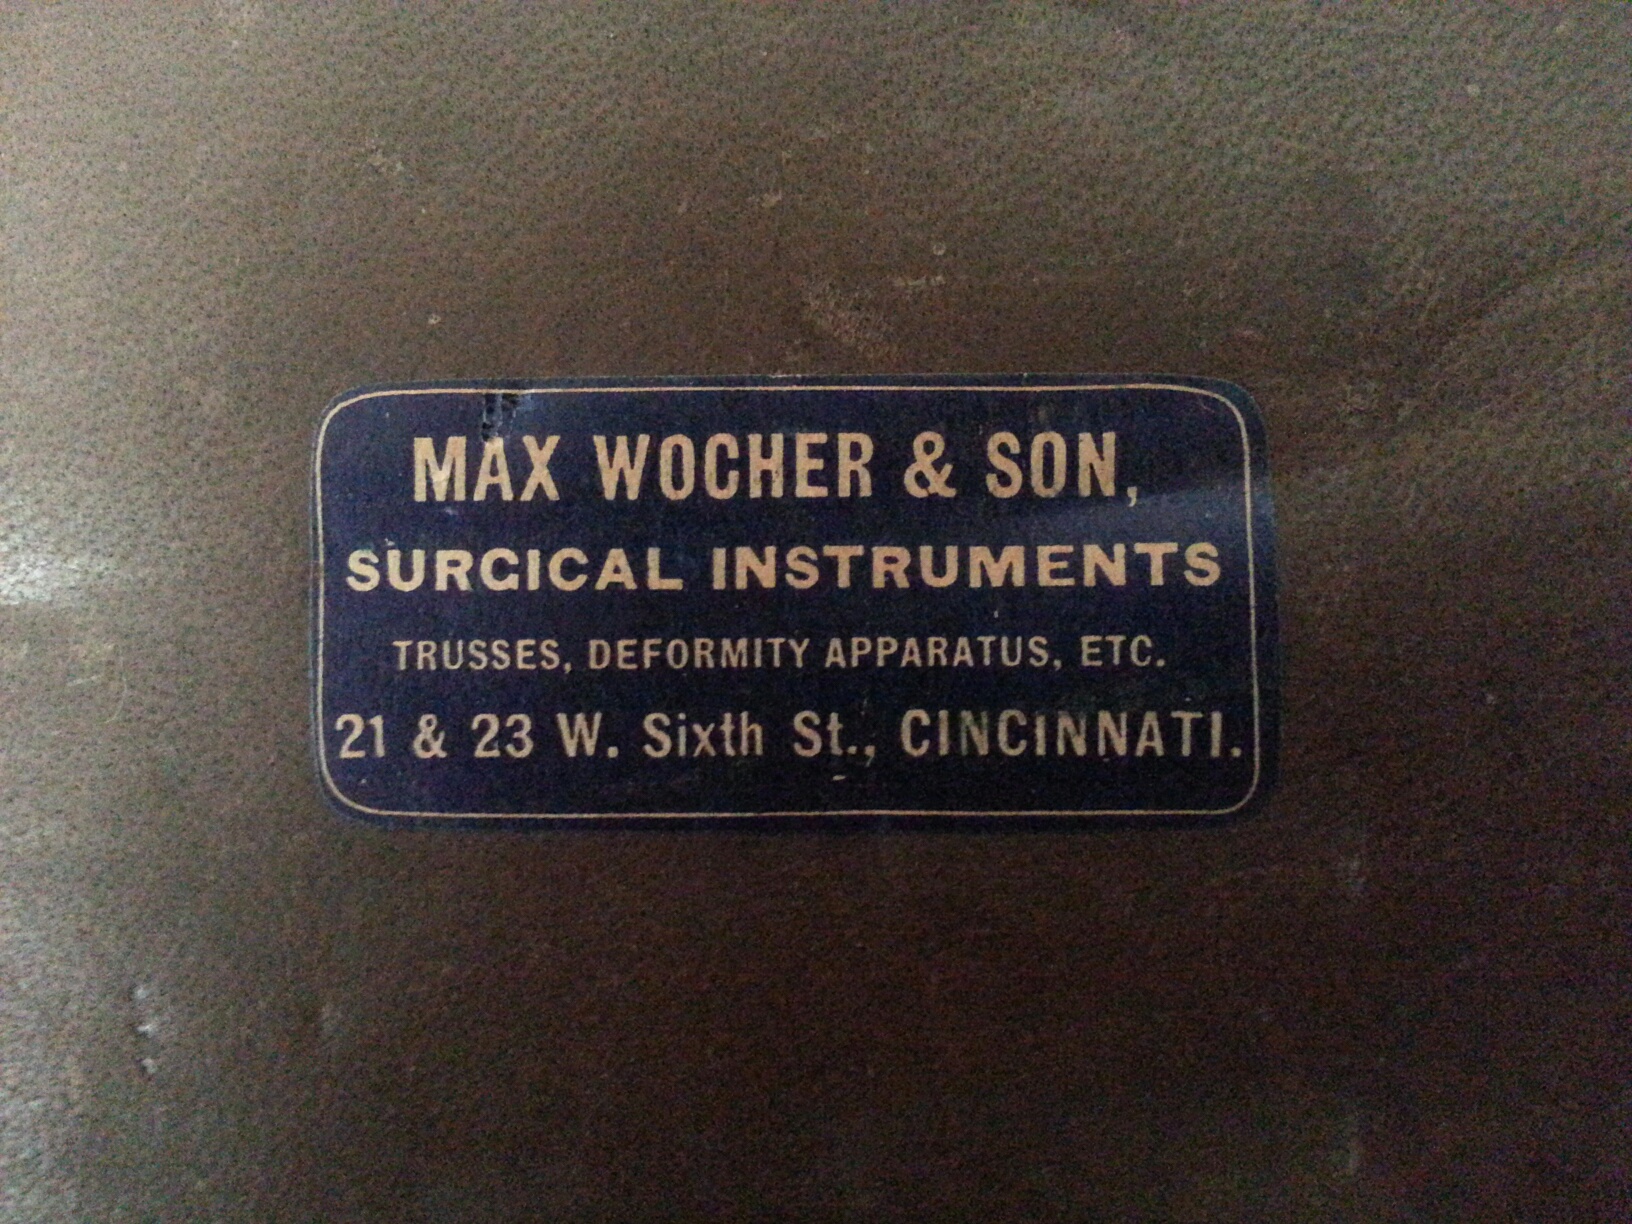 MAX WOCHER & SON,
SURGICAL INSTRUMENTS
TRUSSES, DEFORMITY APPARATUS, ETC.
21 & 23 W. Sixth St., CINCINNATI.